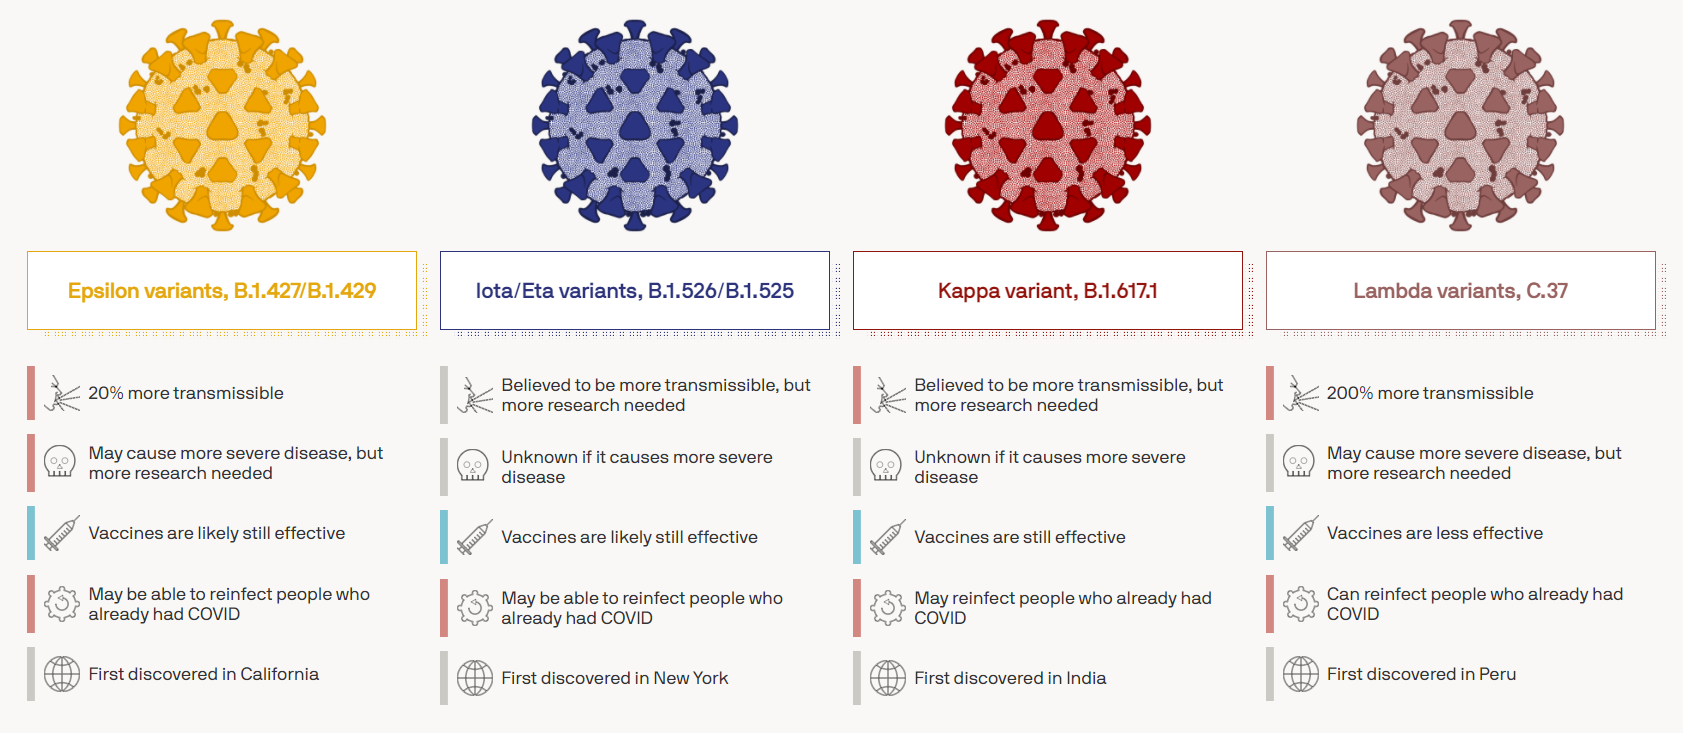 Epsilon variants, B.1.427/B.1.429
20% more transmissible
May cause more severe disease, but
more research needed
Vaccines are likely still effective
May be able to reinfect people who
already had COVID
First discovered in California
Iota/Eta variants, B.1.526/B.1.525
Believed to be more transmissible, but
more research needed
Unknown if it causes more severe
disease
Vaccines are likely still effective
May be able to reinfect people who
already had COVID
First discovered in New York
Kappa variant, B.1.617.1
Believed to be more transmissible, but
more research needed
Unknown if it causes more severe
disease
Vaccines are still effective
May reinfect people who already had
COVID
First discovered in India
Lambda variants, C.37
200% more transmissible
May cause more severe disease, but
more research needed
Vaccines are less effective
Can reinfect people who already had
COVID
First discovered in Peru